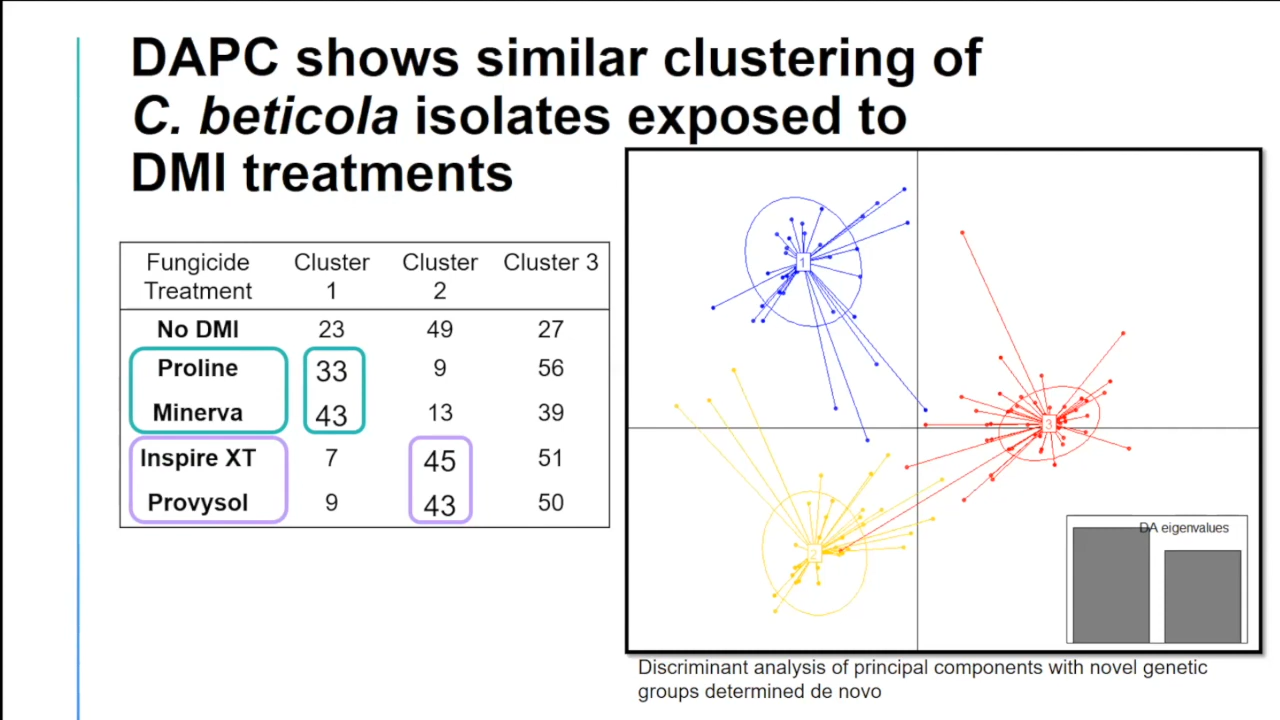 DAPC shows similar clustering of
C. beticola isolates exposed to
DMI treatments
Fungicide Treatment Cluster 1 Cluster 2 Cluster 3
No DMI 23 49 27
Proline 33 9 56
Minerva 43 13 39
Inspire XT 7 45 51
Provysol 9 43 50
1
3
2
DA eigenvalues
Discriminant analysis of principal components with novel genetic
groups determined de novo